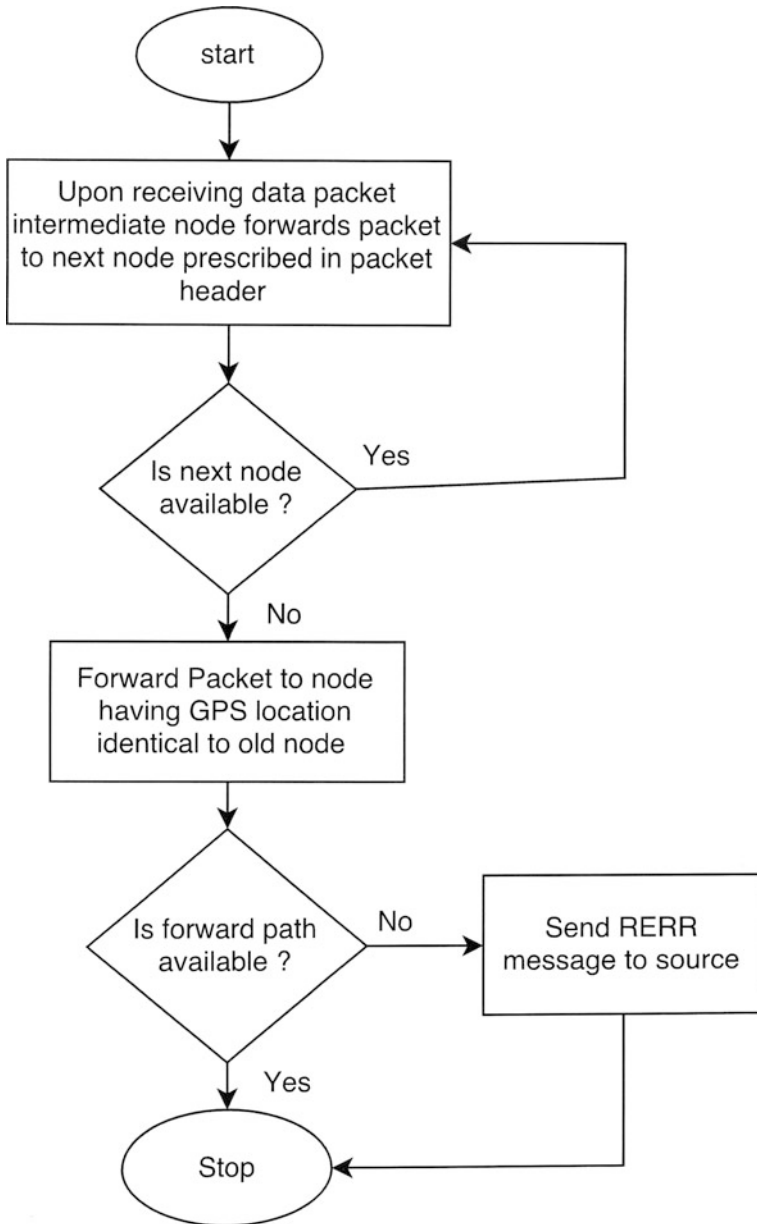 start
Upon receiving data packet
intermediate node forwards packet
to next node prescribed in packet
header
Is next node
available ?
Yes
No
Forward Packet to node
having GPS location
identical to old node
Is forward path
available ?
No
Send RERR
message to source
Yes
Stop